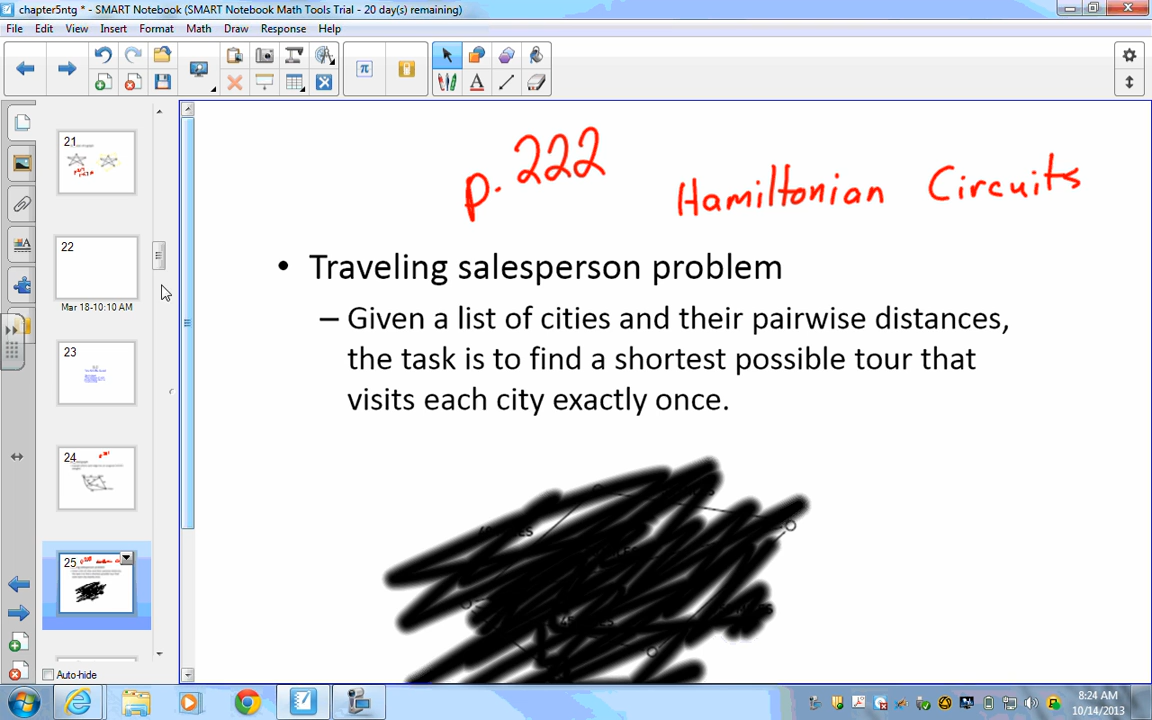 chapter5ntg * - SMART Notebook (SMART Notebook Math Tools Trial - 20 day(s) remaining)
File Edit View Insert Format Math Draw Response Help
21
22
Mar 18-10:10 AM
23
24
25
Auto-hide
p. 222
Hamiltonian Circuits
• Traveling salesperson problem
– Given a list of cities and their pairwise distances,
the task is to find a shortest possible tour that
visits each city exactly once.
8:24 AM
10/14/2013